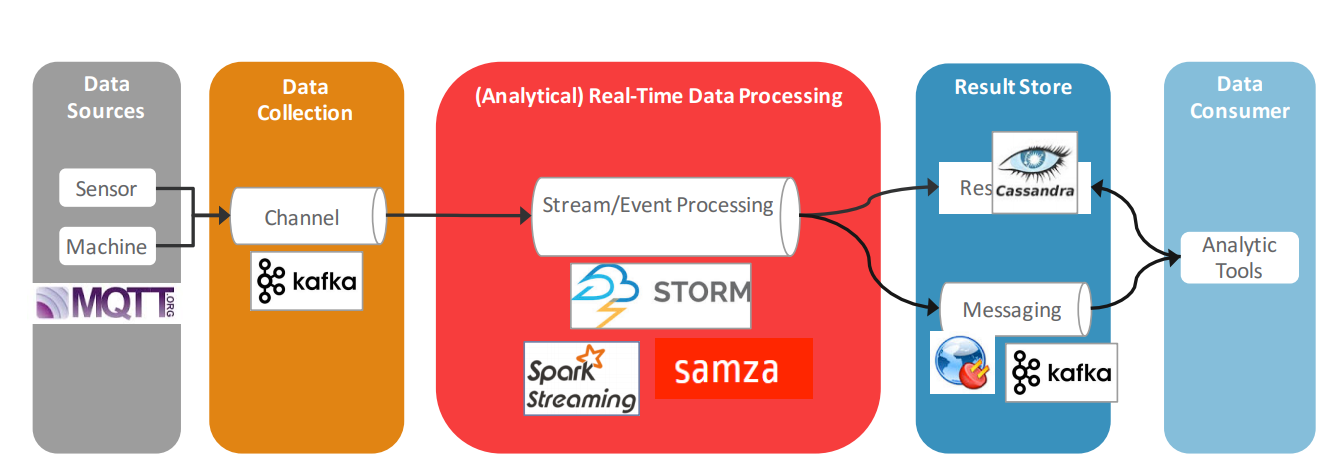 Data
Sources
Sensor
Machine
MQTT
.ORG
Data
Collection
Channel
kafka
(Analytical) Real-Time Data Processing
Stream/Event Processing
STORM
Spark
Streaming
samza
Result Store
Res
Cassandra
Messaging
kafka
Data
Consumer
Analytic
Tools